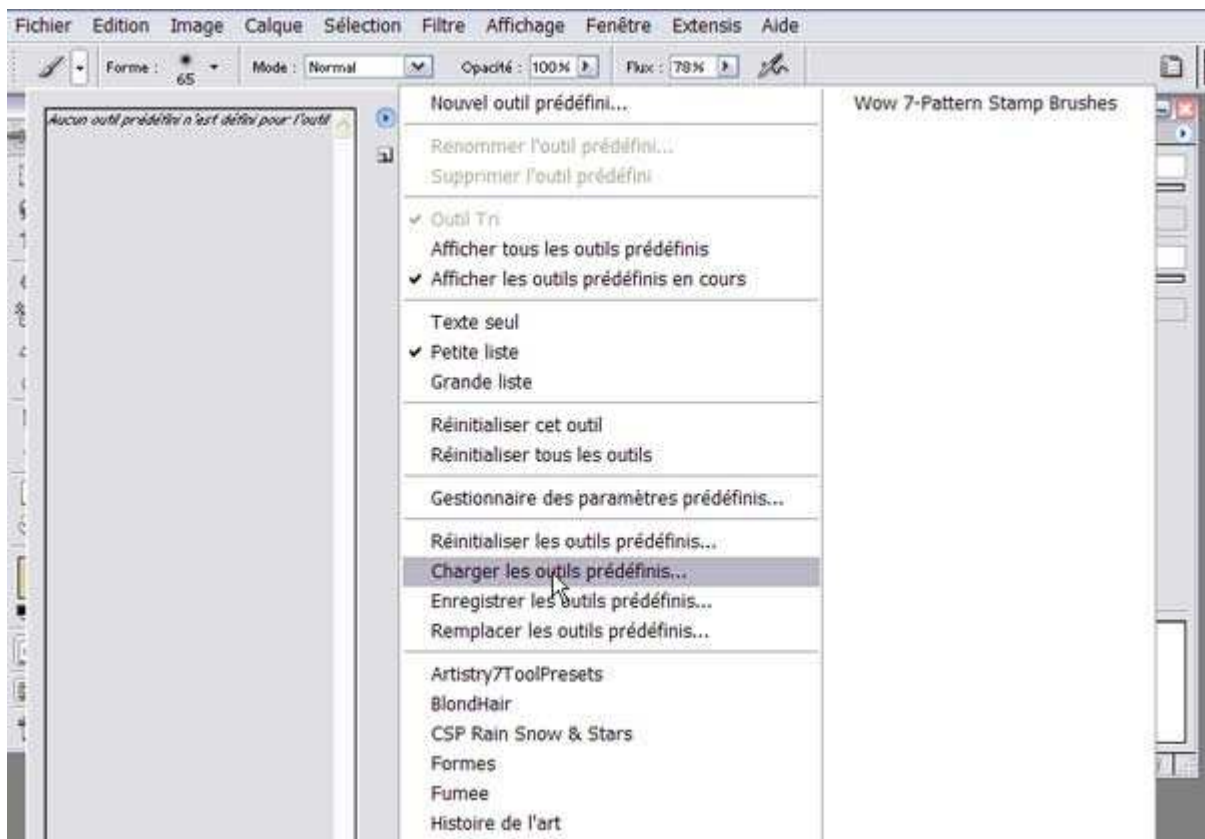 Fichier Edition Image Calque Sélection Filtre Affichage Fenêtre Extensis Aide
Forme : 65 Mode : Normal Opacité : 100% Flux : 78%
Aucun outil prédéfini n'est défini pour l'outil
Nouvel outil prédéfini...
Wow 7-Pattern Stamp Brushes
Renommer l'outil prédéfini...
Supprimer l'outil prédéfini
Outil Tri
Afficher tous les outils prédéfinis
Afficher les outils prédéfinis en cours
Texte seul
Petite liste
Grande liste
Réinitialiser cet outil
Réinitialiser tous les outils
Gestionnaire des paramètres prédéfinis...
Réinitialiser les outils prédéfinis...
Charger les outils prédéfinis...
Enregistrer les outils prédéfinis...
Remplacer les outils prédéfinis...
Artistry7ToolPresets
BlondHair
CSP Rain Snow & Stars
Formes
Fumee
Histoire de l'art